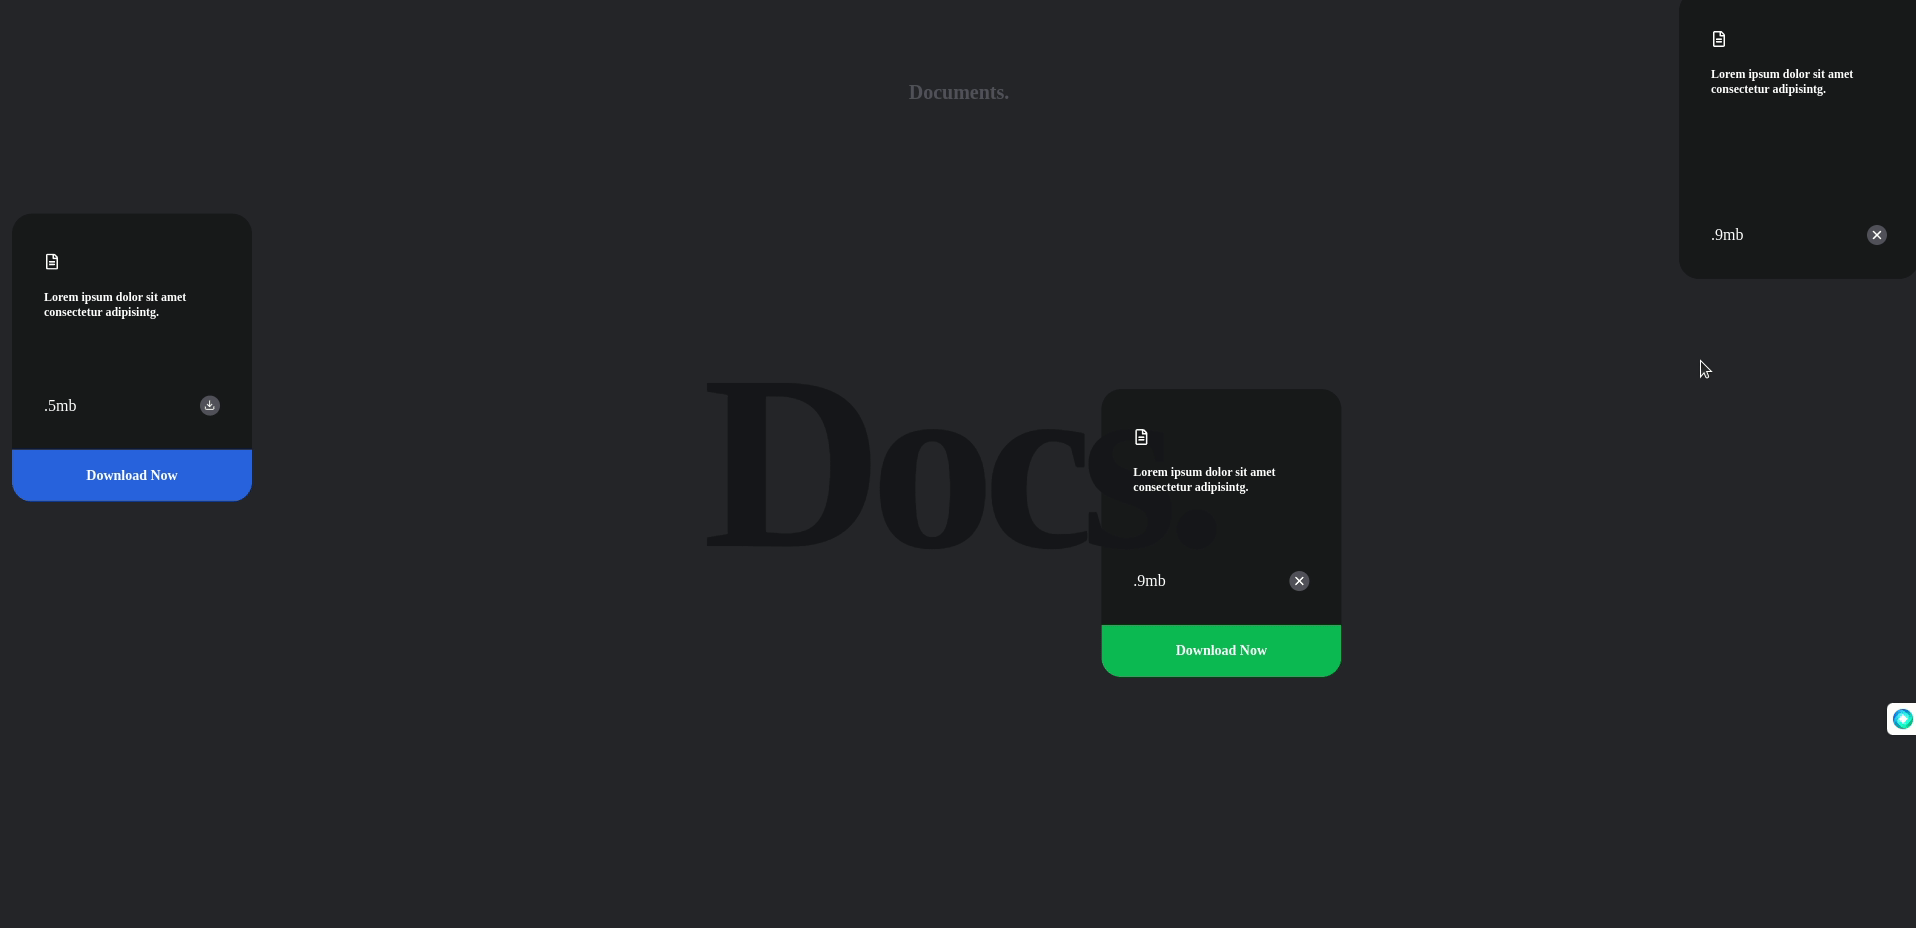 Documents.
Docs.
Lorem ipsum dolor sit amet
consectetur adipisintg.
.5mb
Download Now
Lorem ipsum dolor sit amet
consectetur adipisintg.
.9mb
Download Now
Lorem ipsum dolor sit amet
consectetur adipisintg.
.9mb